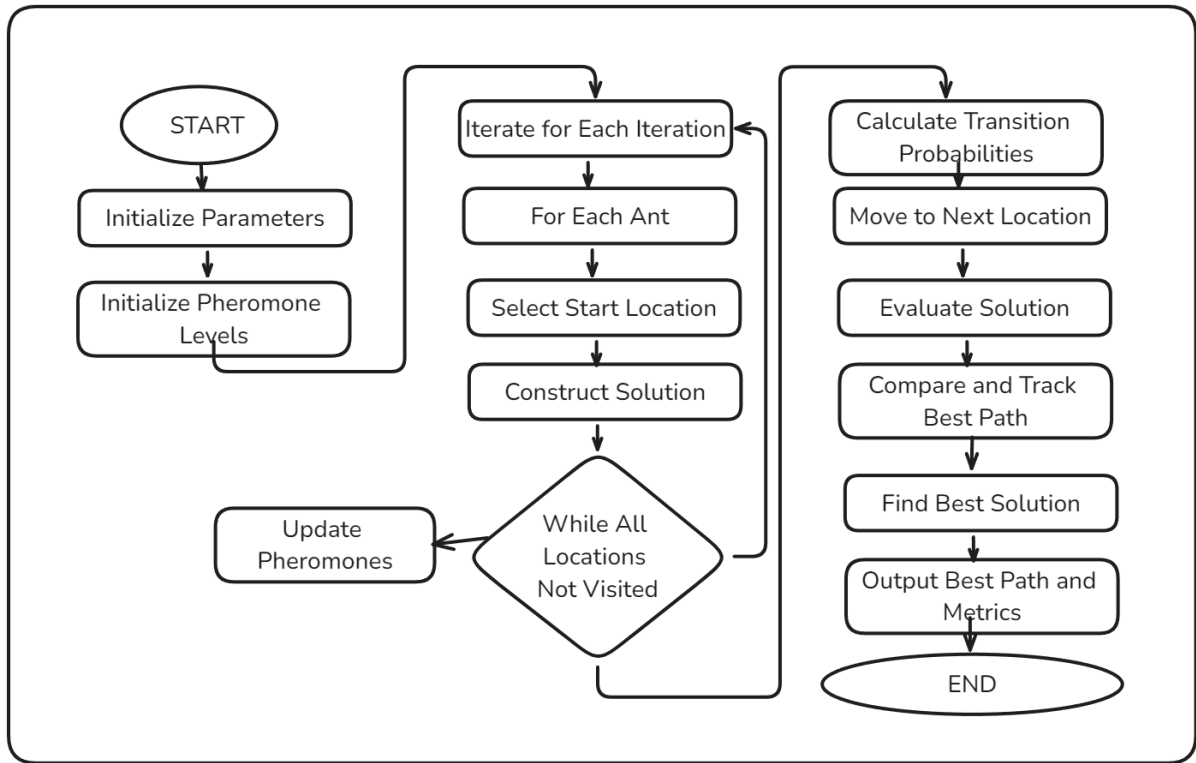 START
Initialize Parameters
Initialize Pheromone
Levels
Iterate for Each Iteration
For Each Ant
Select Start Location
Construct Solution
While All
Locations
Not Visited
Update
Pheromones
Calculate Transition
Probabilities
Move to Next Location
Evaluate Solution
Compare and Track
Best Path
Find Best Solution
Output Best Path and
Metrics
END